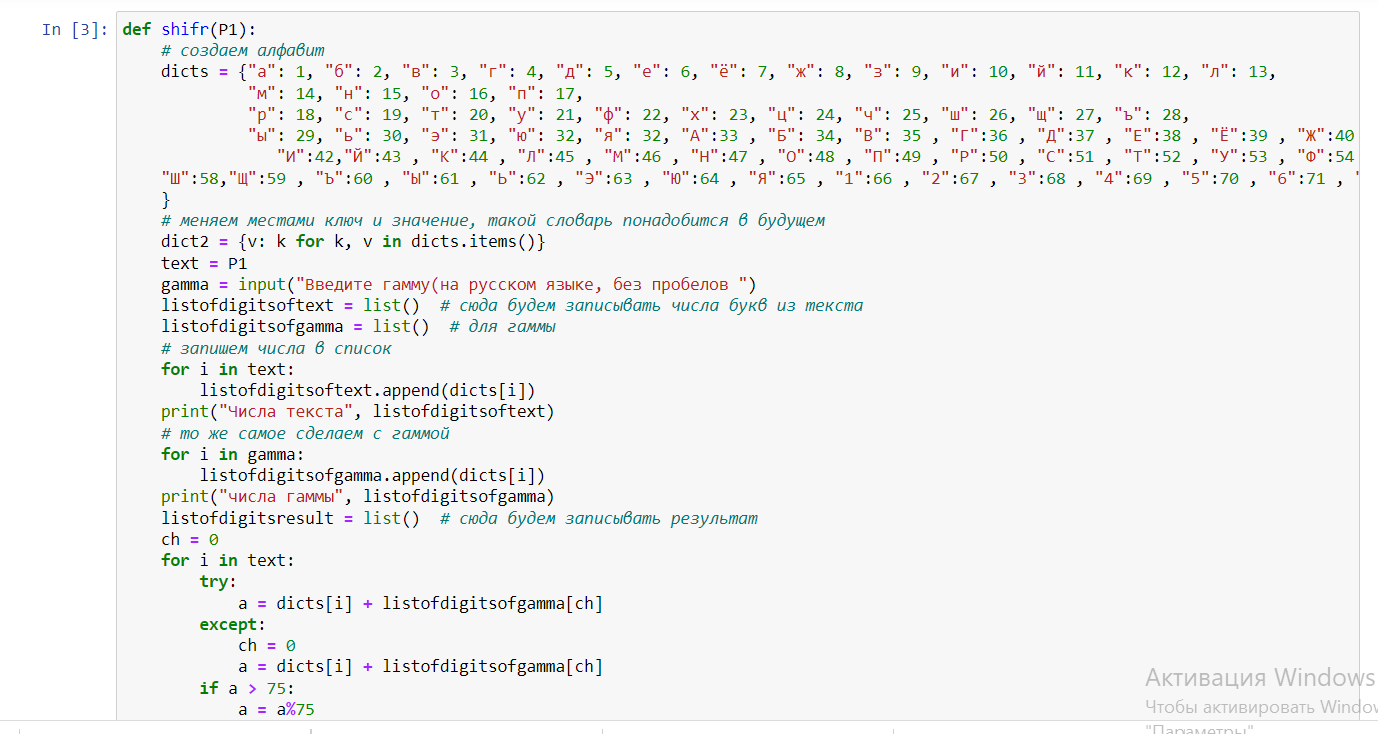 In [3]: def shifr(P1):
# создаем алфавит
dicts = {"а": 1, "б": 2, "в": 3, "г": 4, "д": 5, "е": 6, "ё": 7, "ж": 8, "з": 9, "и": 10, "й": 11, "к": 12, "л": 13,
"м": 14, "н": 15, "о": 16, "п": 17,
"р": 18, "с": 19, "т": 20, "у": 21, "ф": 22, "х": 23, "ц": 24, "ч": 25, "ш": 26, "щ": 27, "ъ": 28,
"ы": 29, "ь": 30, "э": 31, "ю": 32, "я": 32, "А":33 , "Б": 34, "В": 35 , "Г":36 , "Д":37 , "Е":38 , "Ё":39 , "Ж":40
"И":42,"Й":43 , "К":44 , "Л":45 , "М":46 , "Н":47 , "О":48 , "П":49 , "Р":50 , "С":51 , "Т":52 , "У":53 , "Ф":54
"Ш":58,"Щ":59 , "Ъ":60 , "Ы":61 , "Ь":62 , "Э":63 , "Ю":64 , "Я":65 , "1":66 , "2":67 , "3":68 , "4":69 , "5":70 , "6":71 , "
}
# меняем местами ключ и значение, такой словарь понадобится в будущем
dict2 = {v: k for k, v in dicts.items()}
text = P1
gamma = input("Введите гамму(на русском языке, без пробелов ")
listofdigitsoftext = list() # сюда будем записывать числа букв из текста
listofdigitsofgamma = list() # для гаммы
# запишем числа в список
for i in text:
listofdigitsoftext.append(dicts[i])
print("Числа текста", listofdigitsoftext)
# то же самое сделаем с гаммой
for i in gamma:
listofdigitsofgamma.append(dicts[i])
print("числа гаммы", listofdigitsofgamma)
listofdigitsresult = list() # сюда будем записывать результат
ch = 0
for i in text:
try:
a = dicts[i] + listofdigitsofgamma[ch]
except:
ch = 0
a = dicts[i] + listofdigitsofgamma[ch]
if a > 75:
a = a%75
Активация Windows
Чтобы активировать Windo
"Параметры"